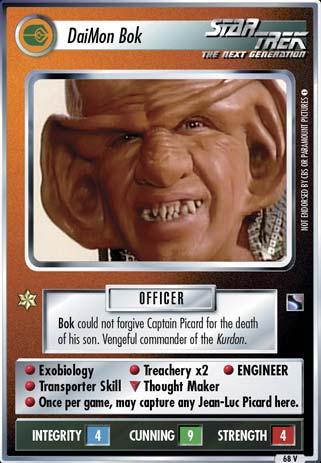 DaiMon Bok
STAR TREK
THE NEXT GENERATION
NOT ENDORSED BY CBS OR PARAMOUNT PICTURES
OFFICER
Bok could not forgive Captain Picard for the death
of his son. Vengeful commander of the Kurdon.
Exobiology Treachery x2 ENGINEER
Transporter Skill Thought Maker
Once per game, may capture any Jean-Luc Picard here.
INTEGRITY 4 CUNNING 9 STRENGTH 4
68 V